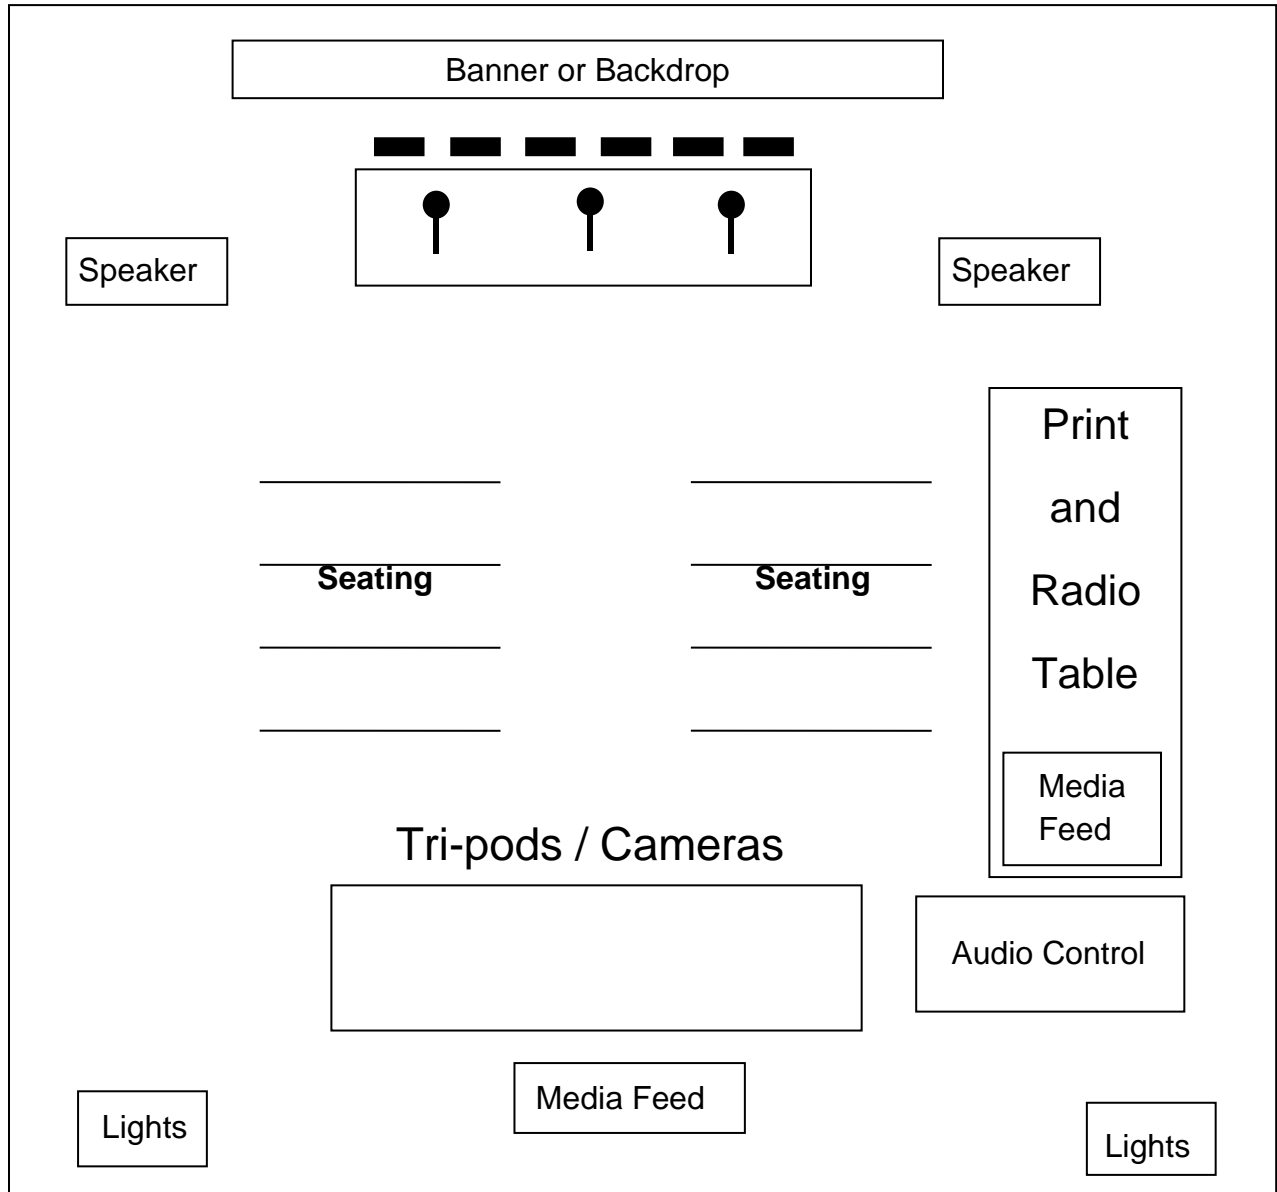 Banner or Backdrop
Speaker
Speaker
Print
and
Radio
Table
Seating
Seating
Media
Feed
Tri-pods / Cameras
Audio Control
Media Feed
Lights
Lights